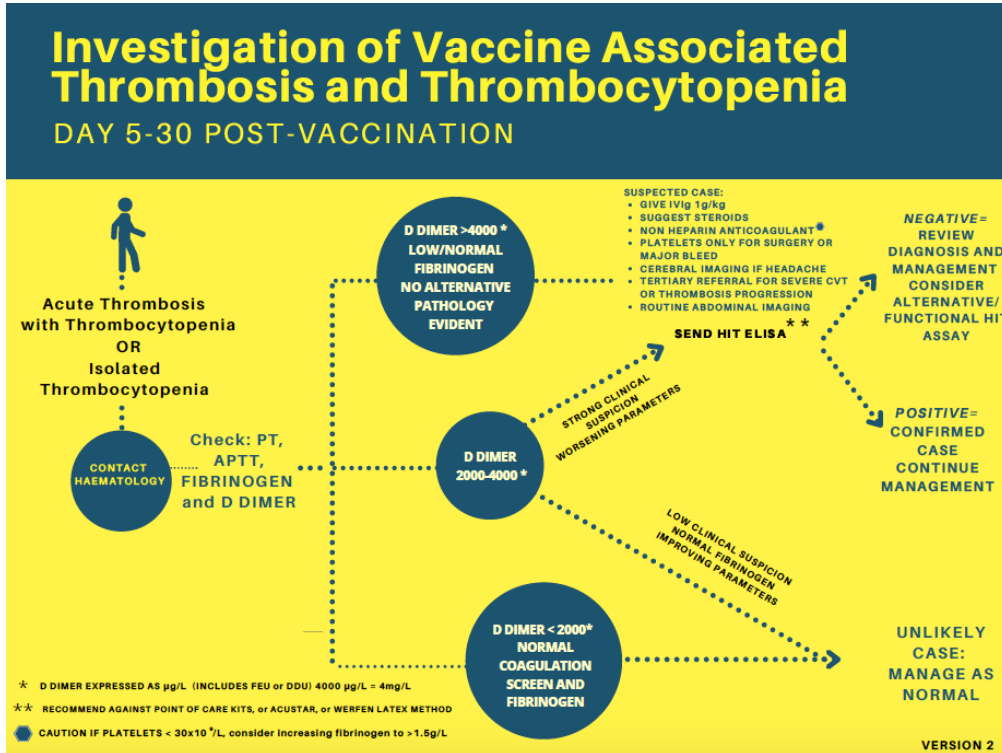 Investigation of Vaccine Associated
Thrombosis and Thrombocytopenia
DAY 5-30 POST-VACCINATION
Acute Thrombosis
with Thrombocytopenia
OR
Isolated
Thrombocytopenia
CONTACT
HAEMATOLOGY
Check: PT,
APTT,
FIBRINOGEN
and D DIMER
D DIMER >4000 *
LOW/NORMAL
FIBRINOGEN
NO ALTERNATIVE
PATHOLOGY
EVIDENT
D DIMER
2000-4000 *
D DIMER < 2000*
NORMAL
COAGULATION
SCREEN AND
FIBRINOGEN
SUSPECTED CASE:
• GIVE IVIg 1g/kg
• SUGGEST STEROIDS
• NON HEPARIN ANTICOAGULANT
• PLATELETS ONLY FOR SURGERY OR
MAJOR BLEED
• CEREBRAL IMAGING IF HEADACHE
• TERTIARY REFERRAL FOR SEVERE CVT
OR THROMBOSIS PROGRESSION
• ROUTINE ABDOMINAL IMAGING
SEND HIT ELISA**
STRONG CLINICAL
SUSPICION
WORSENING PARAMETERS
LOW CLINICAL SUSPICION
NORMAL FIBRINOGEN
IMPROVING PARAMETERS
NEGATIVE=
REVIEW
DIAGNOSIS AND
MANAGEMENT
CONSIDER
ALTERNATIVE/
FUNCTIONAL HIT
ASSAY
POSITIVE=
CONFIRMED
CASE
CONTINUE
MANAGEMENT
UNLIKELY
CASE:
MANAGE AS
NORMAL
* D DIMER EXPRESSED AS µg/L (INCLUDES FEU or DDU) 4000 µg/L = 4mg/L
** RECOMMEND AGAINST POINT OF CARE KITS, or ACUSTAR, or WERFEN LATEX METHOD
CAUTION IF PLATELETS < 30x10⁹/L, consider increasing fibrinogen to >1.5g/L
VERSION 2